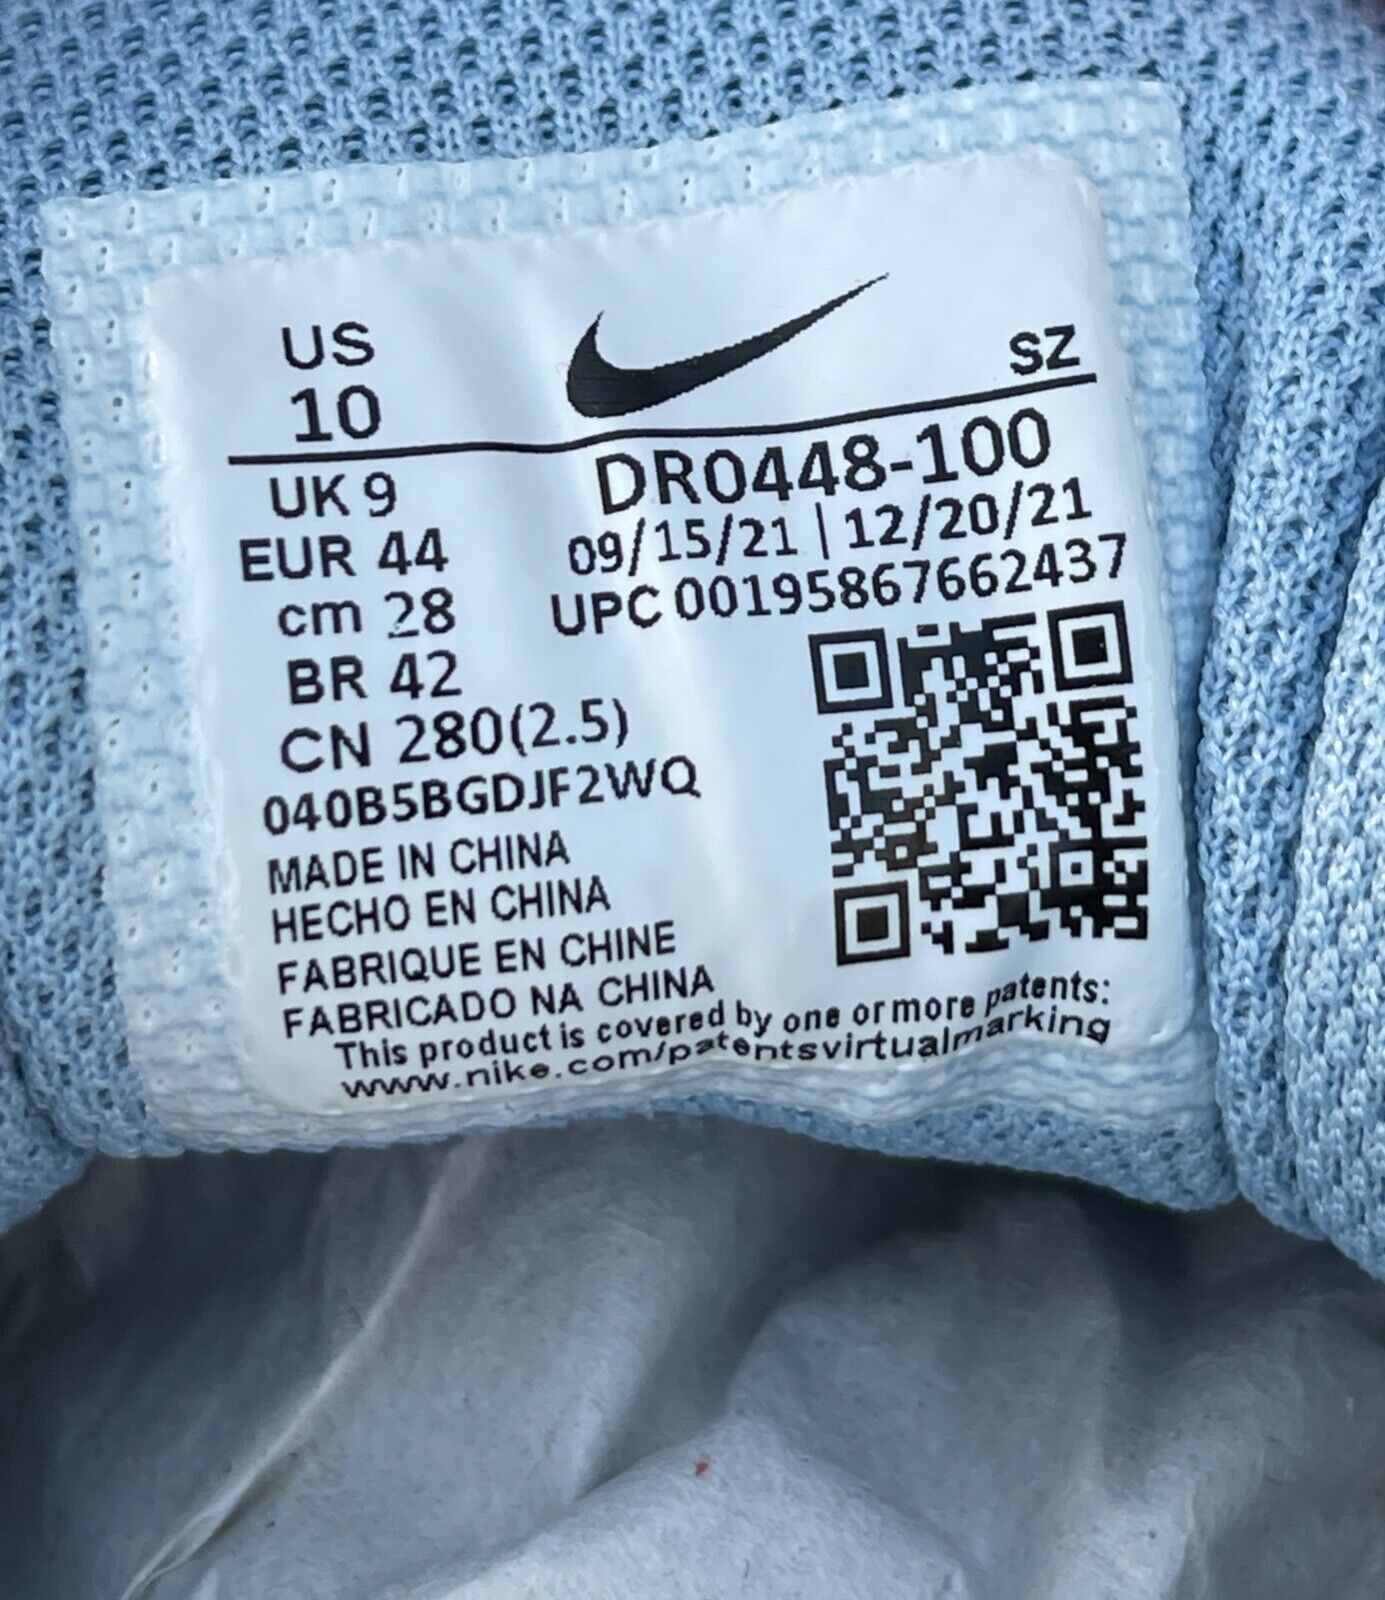 US
10
SZ
UK 9
EUR 44
cm 28
BR 42
CN 280(2.5)
040B5BGDJF2WQ
DR0448-100
09/15/21 | 12/20/21
UPC 00195867662437
MADE IN CHINA
HECHO EN CHINA
FABRIQUE EN CHINE
FABRICADO NA CHINA
This product is covered by one or more patents:
www.nike.com/patentsvirtualmarking